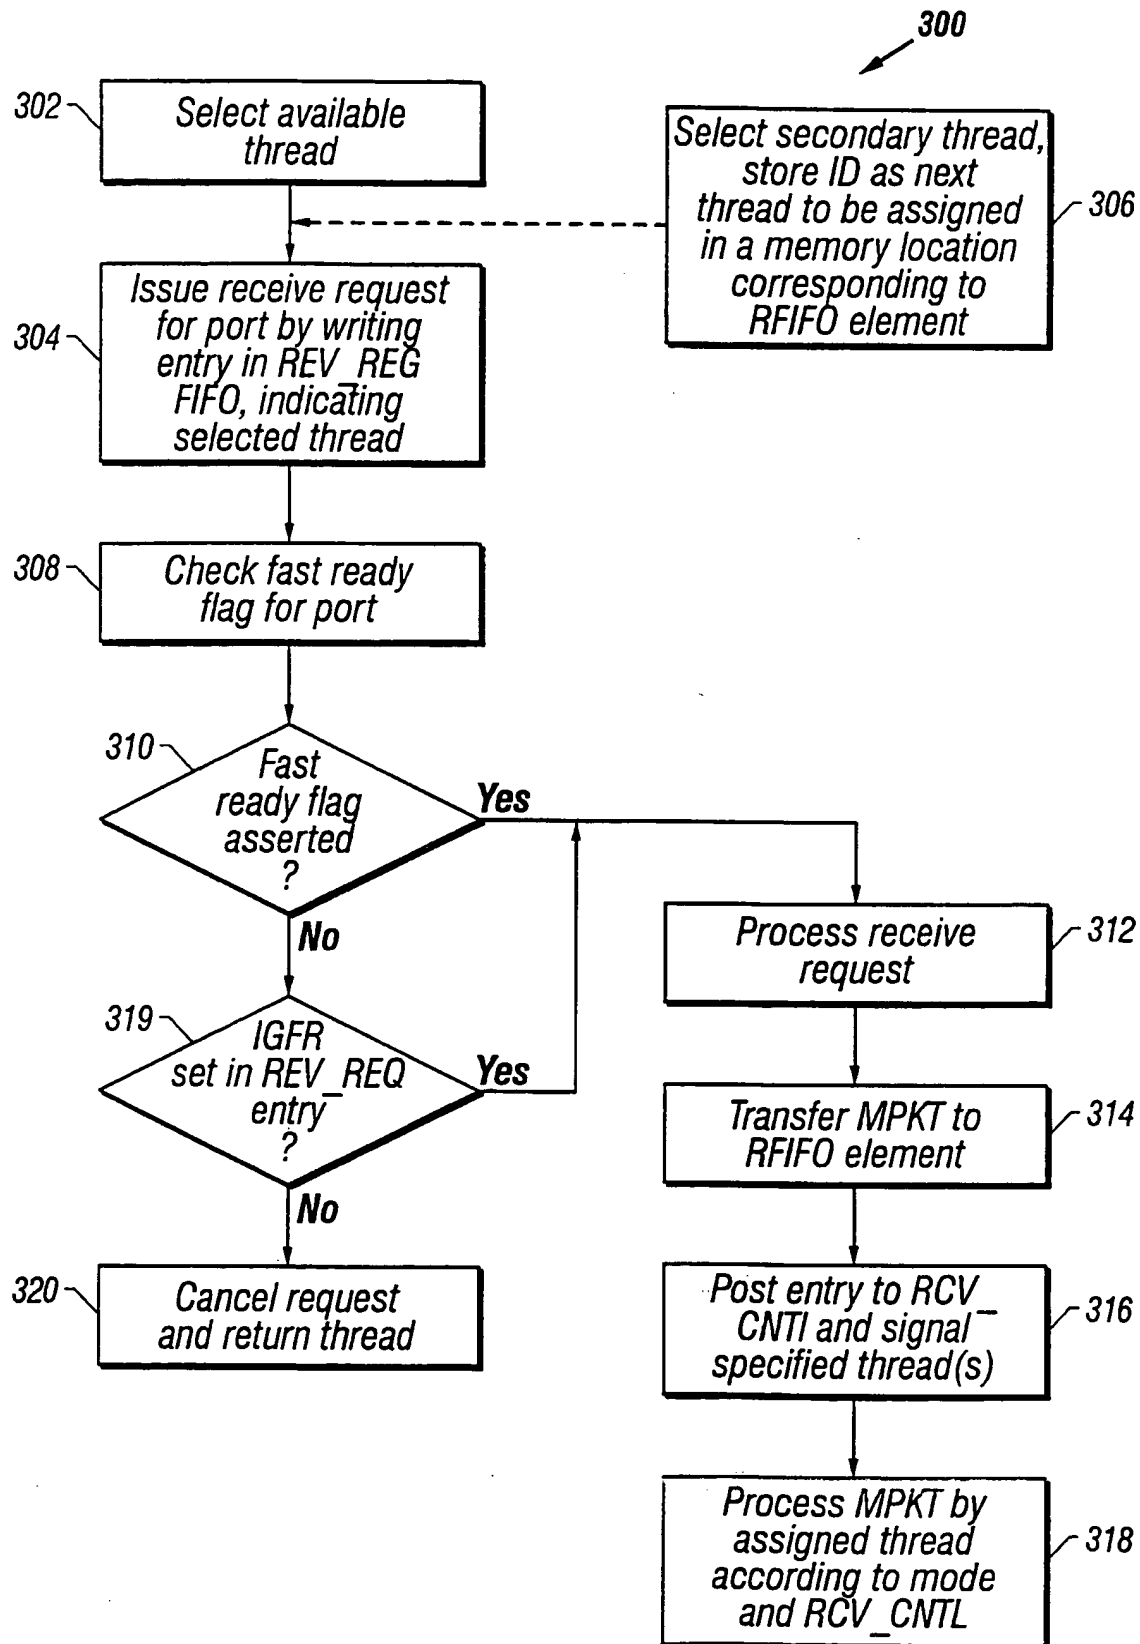 300
302
Select available
thread
Select secondary thread,
store ID as next
thread to be assigned
in a memory location
corresponding to
RFIFO element
306
304
Issue receive request
for port by writing
entry in REV_REG
FIFO, indicating
selected thread
308
Check fast ready
flag for port
310
Fast
ready flag
asserted
?
Yes
No
319
IGFR
set in REV_REQ
entry
?
Yes
No
320
Cancel request
and return thread
Process receive
request
312
Transfer MPKT to
RFIFO element
314
Post entry to RCV_
CNTI and signal
specified thread(s)
316
Process MPKT by
assigned thread
according to mode
and RCV_CNTL
318